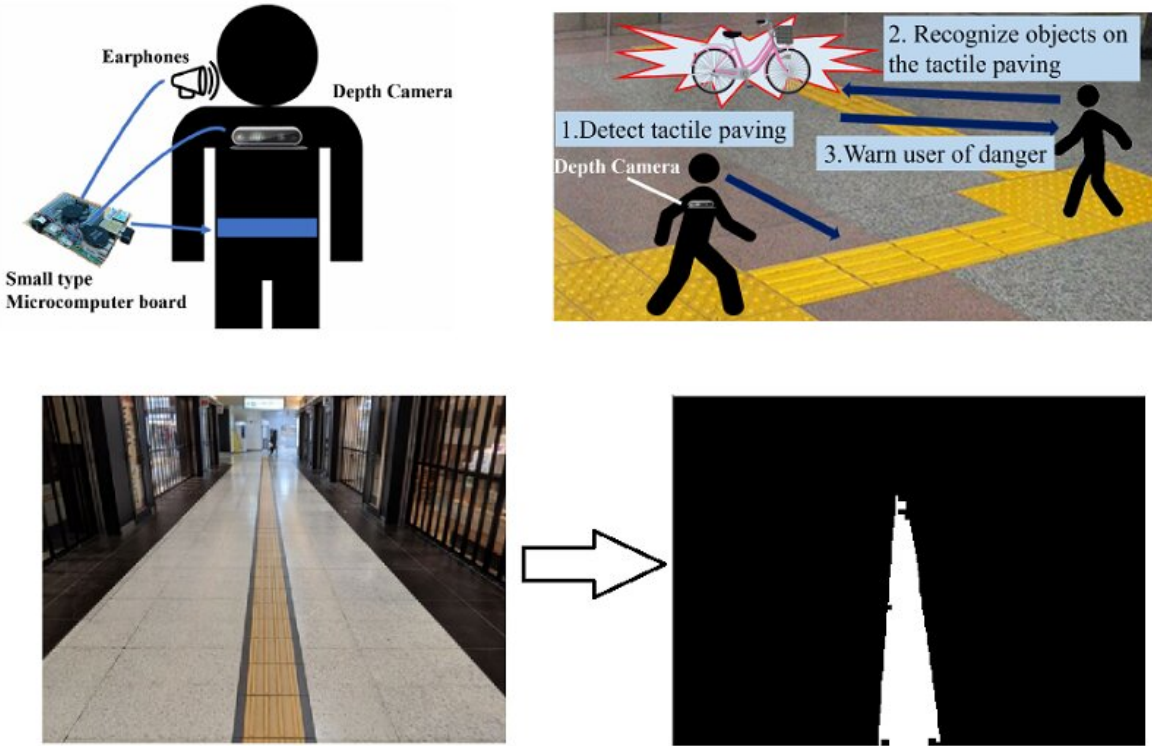 Earphones
Depth Camera
Small type
Microcomputer board
2. Recognize objects on
the tactile paving
1.Detect tactile paving
3.Warn user of danger
Depth Camera